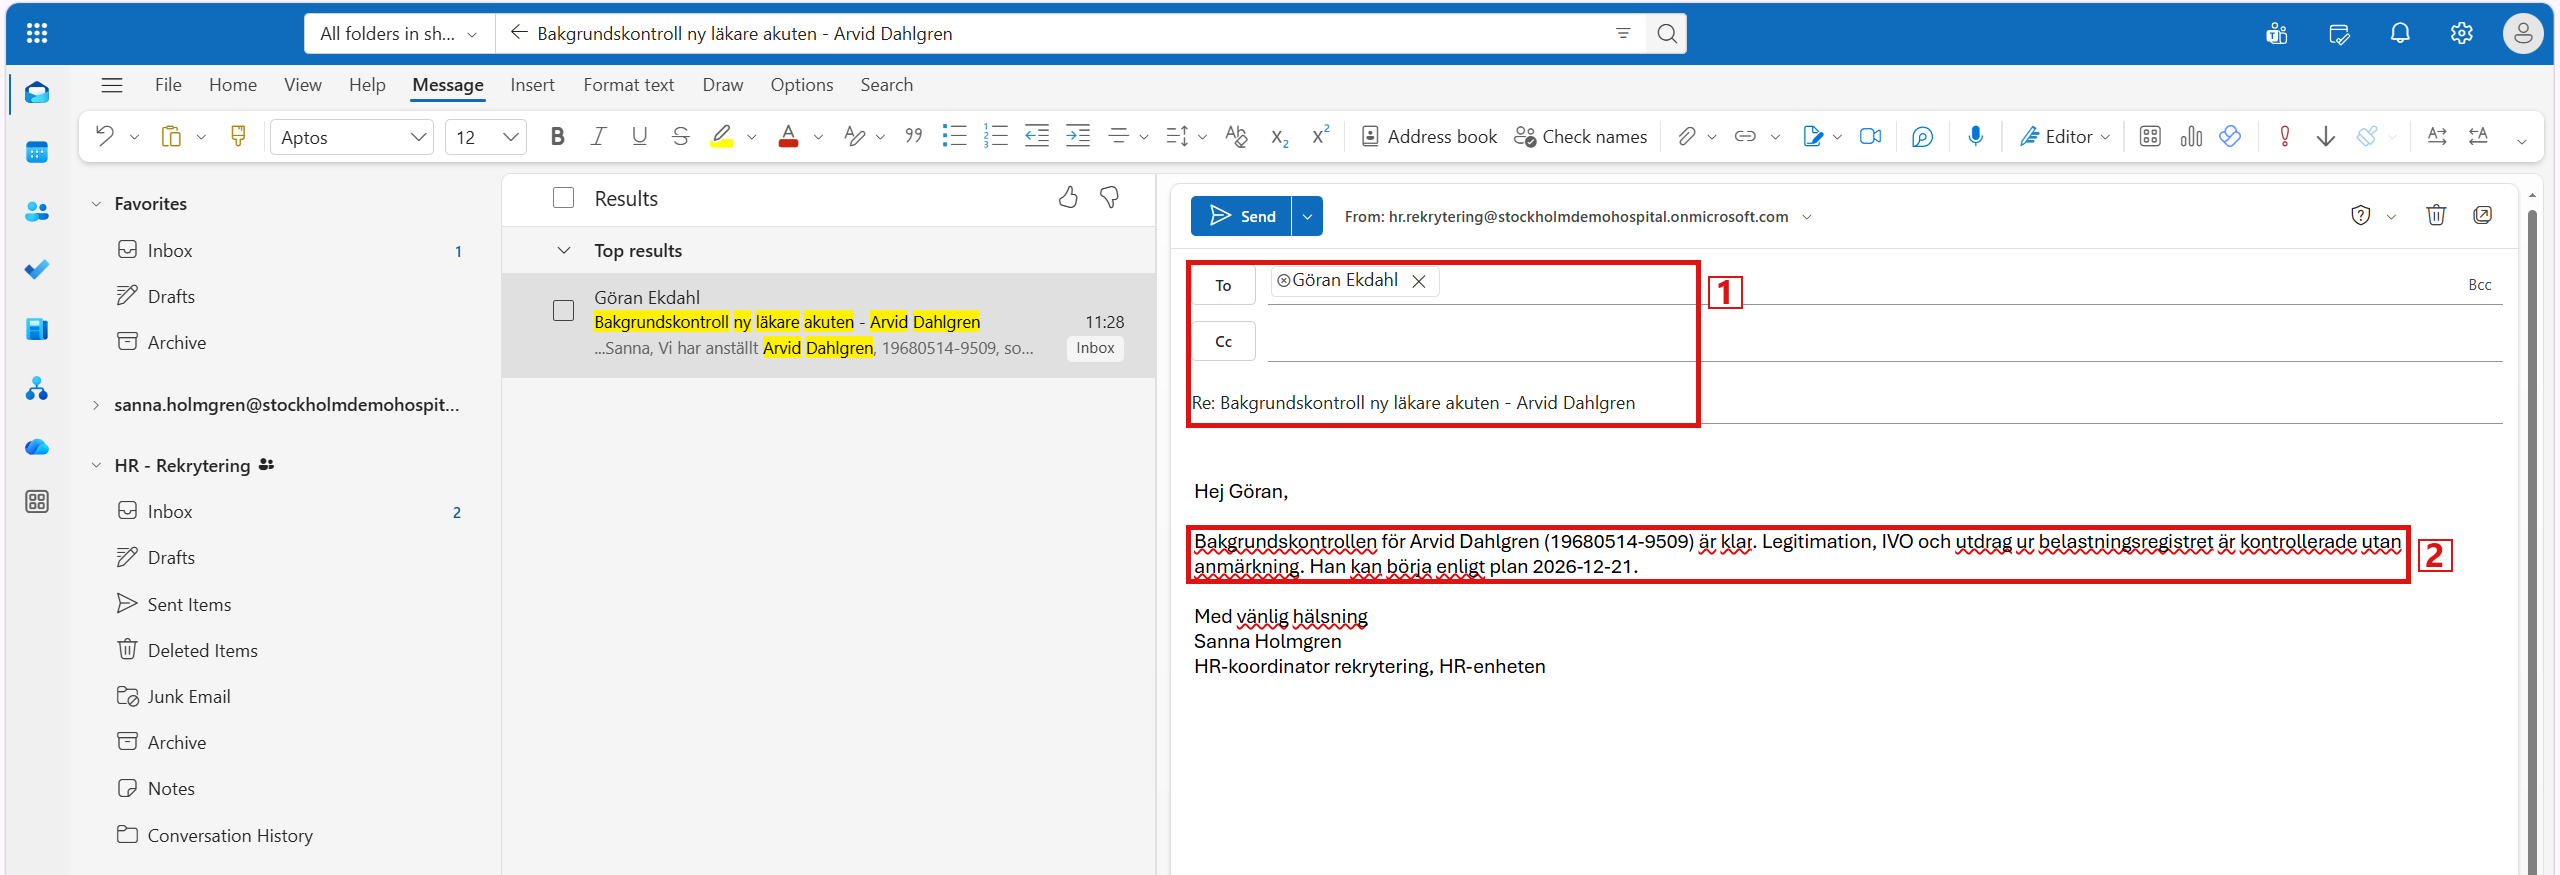 All folders in sh...
Bakgrundskontroll ny läkare akuten - Arvid Dahlgren
File Home View Help Message Insert Format text Draw Options Search
Aptos 12 Address book Check names Editor
Favorites
Inbox 1
Drafts
Archive
sanna.holmgren@stockholmdemohospit...
HR - Rekrytering
Inbox 2
Drafts
Sent Items
Deleted Items
Junk Email
Archive
Notes
Conversation History
Results
Top results
Göran Ekdahl
Bakgrundskontroll ny läkare akuten - Arvid Dahlgren 11:28
...Sanna, Vi har anställt Arvid Dahlgren, 19680514-9509, so... Inbox
Send From: hr.rekrytering@stockholmdemohospital.onmicrosoft.com
To Göran Ekdahl Bcc
1
Cc
Re: Bakgrundskontroll ny läkare akuten - Arvid Dahlgren
Hej Göran,
Bakgrundskontrollen för Arvid Dahlgren (19680514-9509) är klar. Legitimation, IVO och utdrag ur belastningsregistret är kontrollerade utan
anmärkning. Han kan börja enligt plan 2026-12-21.
2
Med vänlig hälsning
Sanna Holmgren
HR-koordinator rekrytering, HR-enheten